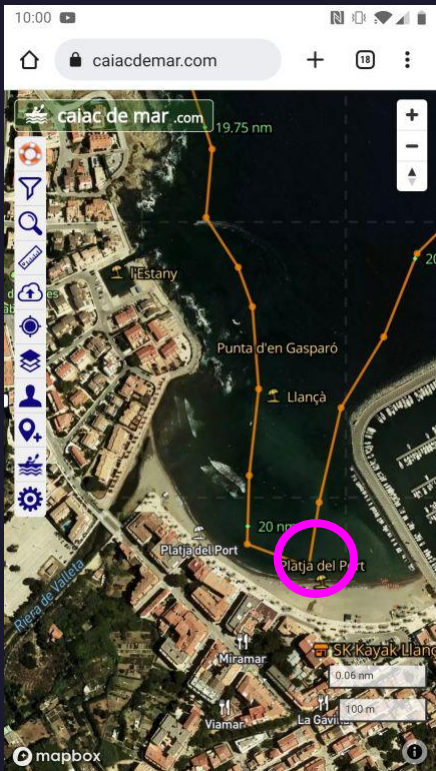 10:00
caiacdemar.com
18
caiac de mar .com
19.75 nm
l'Estany
Punta d'en Gasparó
Llançà
20 nm
Platja del Port
Platja del Port
Riera de Valleta
SK Kayak Llanç
Miramar
0.06 nm
Viamar
100 m
mapbox